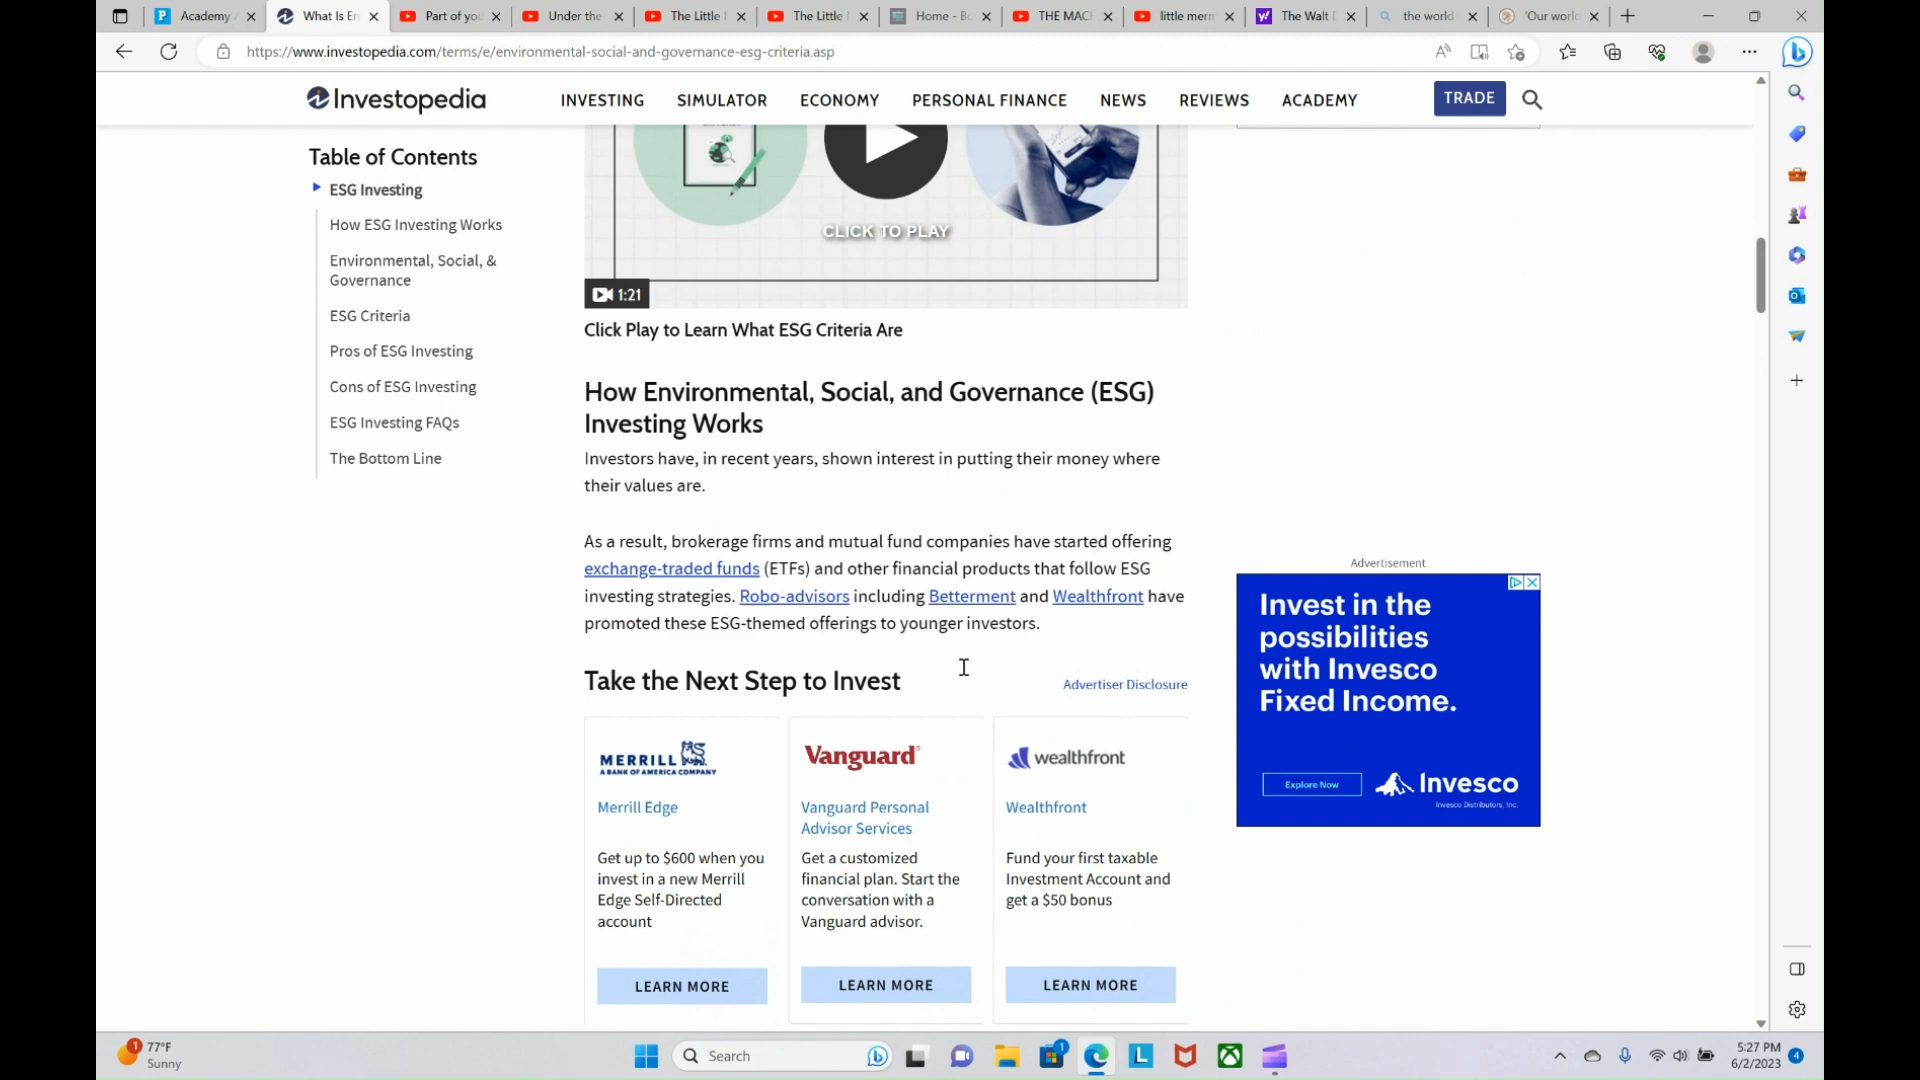 Academy
What Is En
Part of you
Under the
The Little
The Little
Home - Bo
THE MAC
little merm
The Walt D
the world
'Our worl
https://www.investopedia.com/terms/e/environmental-social-and-governance-esg-criteria.asp
Investopedia
INVESTING
SIMULATOR
ECONOMY
PERSONAL FINANCE
NEWS
REVIEWS
ACADEMY
TRADE
Table of Contents
ESG Investing
How ESG Investing Works
Environmental, Social, &
Governance
ESG Criteria
Pros of ESG Investing
Cons of ESG Investing
ESG Investing FAQs
The Bottom Line
CLICK TO PLAY
1:21
Click Play to Learn What ESG Criteria Are
How Environmental, Social, and Governance (ESG)
Investing Works
Investors have, in recent years, shown interest in putting their money where
their values are.
As a result, brokerage firms and mutual fund companies have started offering
exchange-traded funds (ETFs) and other financial products that follow ESG
investing strategies. Robo-advisors including Betterment and Wealthfront have
promoted these ESG-themed offerings to younger investors.
Take the Next Step to Invest
Advertiser Disclosure
MERRILL
A BANK OF AMERICA COMPANY
Merrill Edge
Get up to $600 when you
invest in a new Merrill
Edge Self-Directed
account
LEARN MORE
Vanguard
Vanguard Personal
Advisor Services
Get a customized
financial plan. Start the
conversation with a
Vanguard advisor.
LEARN MORE
wealthfront
Wealthfront
Fund your first taxable
Investment Account and
get a $50 bonus
LEARN MORE
Advertisement
Invest in the
possibilities
with Invesco
Fixed Income.
Explore Now
Invesco
Invesco Distributors, Inc.
77°F
Sunny
Search
5:27 PM
6/2/2023
4